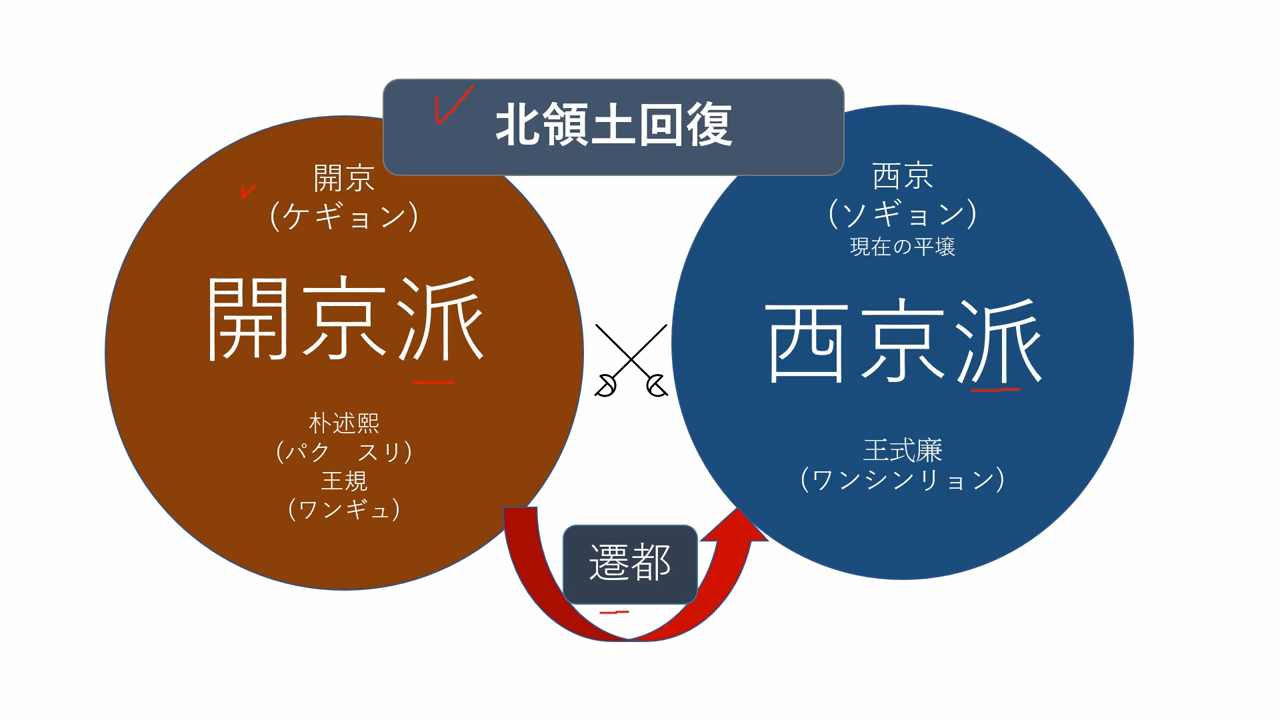 北領土回復
開京
(ケギョン)
開京派
朴述熙
(パク　スリ)
王規
(ワンギュ)
西京
(ソギョン)
現在の平壌
西京派
王式廉
(ワンシンリョン)
遷都